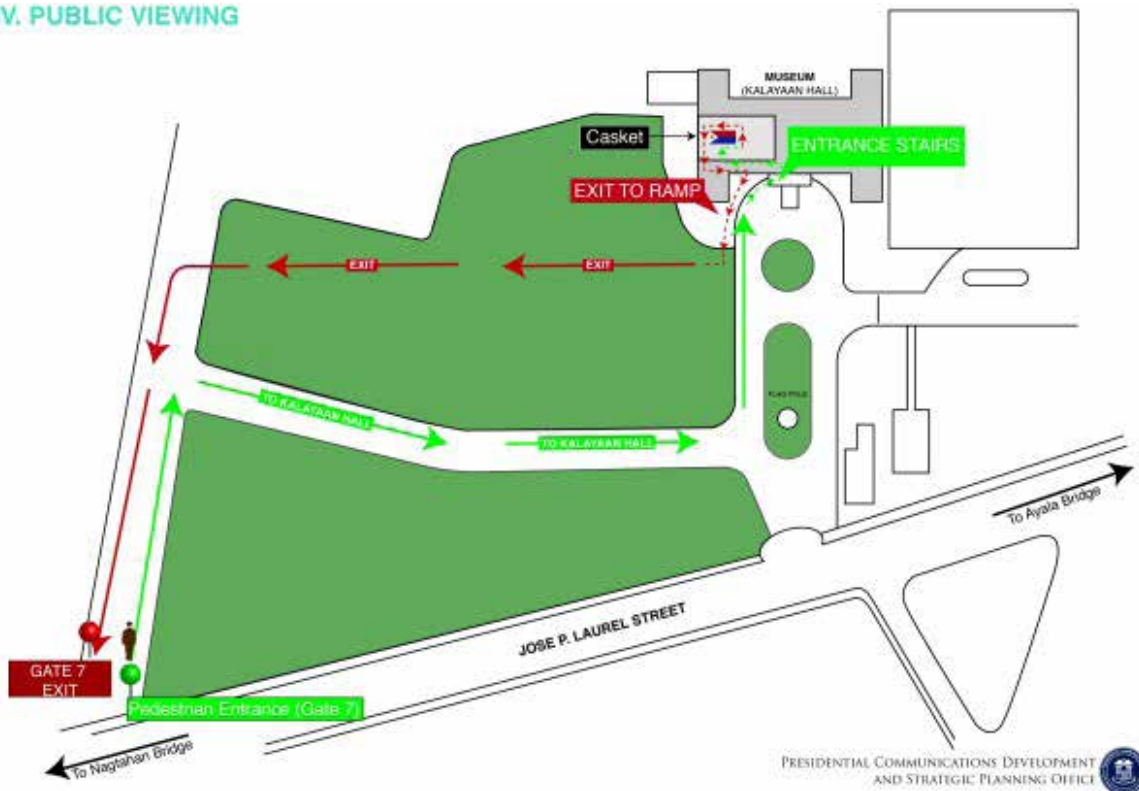 V. PUBLIC VIEWING
MUSEUM
(KALAYAAN HALL)
Casket
ENTRANCE STAIRS
EXIT TO RAMP
EXIT
EXIT
TO KALAYAAN HALL
FLAG POLE
TO KALAYAAN HALL
To Ayala Bridge
JOSE P. LAUREL STREET
GATE 7
EXIT
Pedestrian Entrance (Gate 7)
To Nagtahan Bridge
PRESIDENTIAL COMMUNICATIONS DEVELOPMENT
AND STRATEGIC PLANNING OFFICE